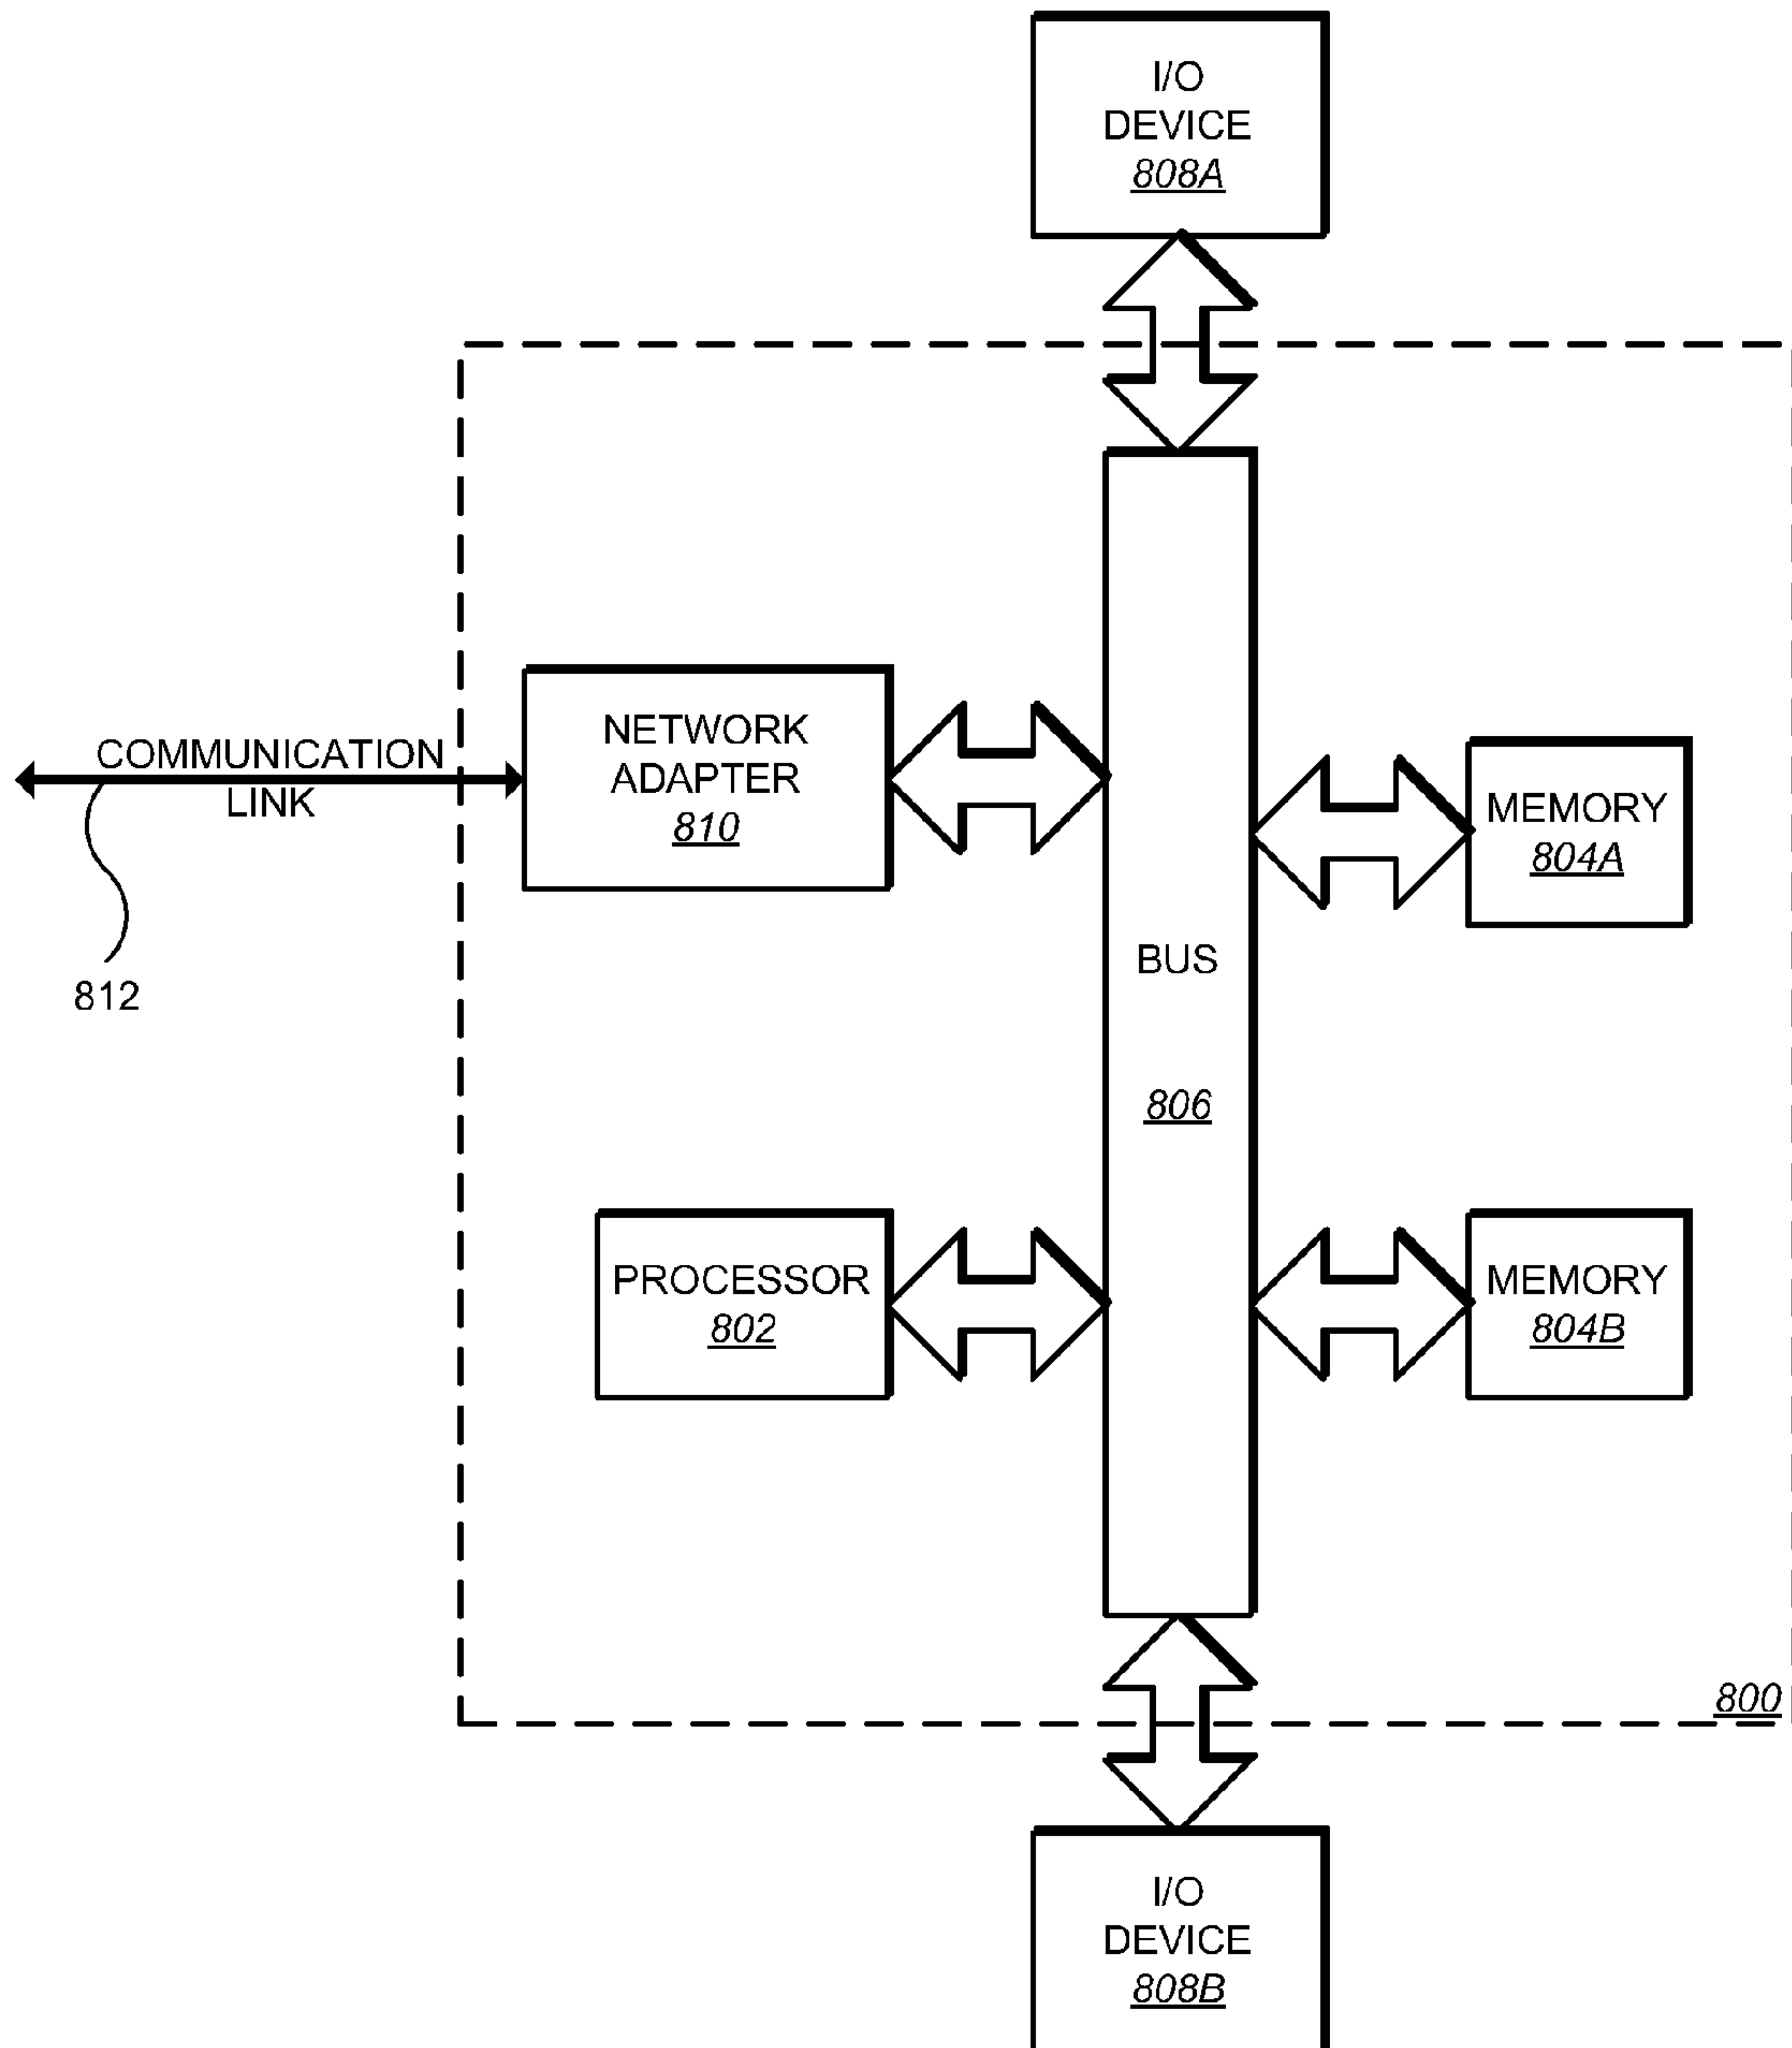 I/O
DEVICE
808A
COMMUNICATION
LINK
812
NETWORK
ADAPTER
810
MEMORY
804A
BUS
806
PROCESSOR
802
MEMORY
804B
800
I/O
DEVICE
808B